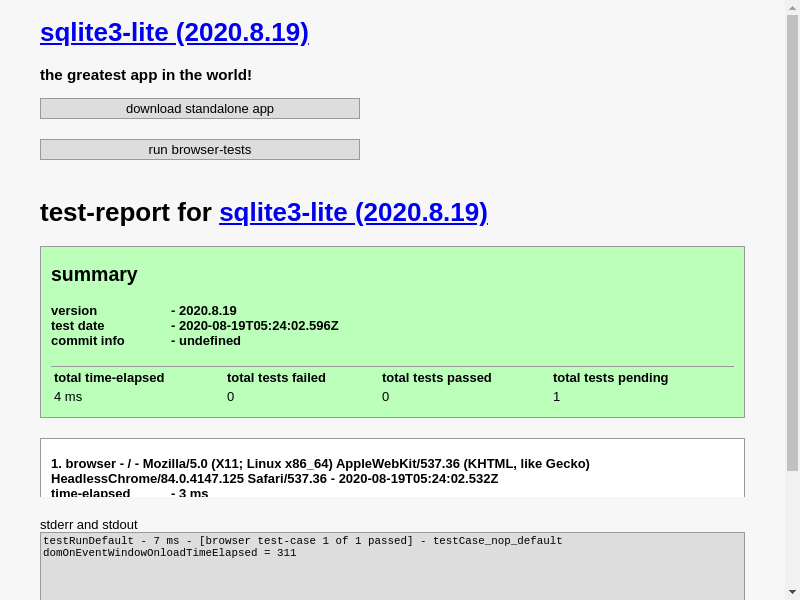 sqlite3-lite (2020.8.19)
the greatest app in the world!
download standalone app
run browser-tests
test-report for sqlite3-lite (2020.8.19)
summary
version - 2020.8.19
test date - 2020-08-19T05:24:02.596Z
commit info - undefined
total time-elapsed total tests failed total tests passed total tests pending
4 ms 0 0 1
1. browser - / - Mozilla/5.0 (X11; Linux x86_64) AppleWebKit/537.36 (KHTML, like Gecko)
HeadlessChrome/84.0.4147.125 Safari/537.36 - 2020-08-19T05:24:02.532Z
time-elapsed - 3 ms
stderr and stdout
testRunDefault - 7 ms - [browser test-case 1 of 1 passed] - testCase_nop_default
domOnEventWindowOnloadTimeElapsed = 311